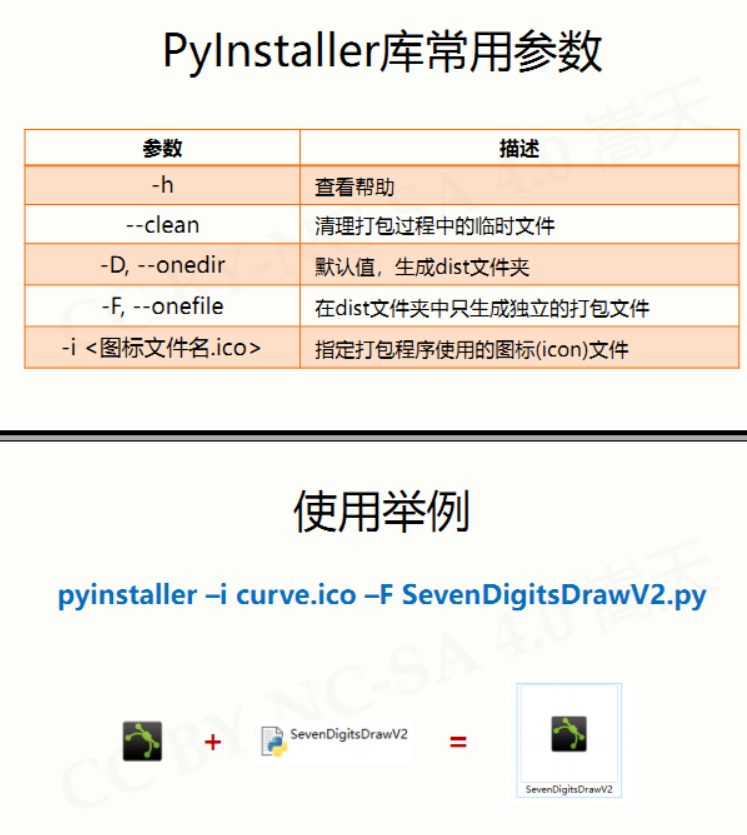 PyInstaller库常用参数
CC BY-NC-SA 4.0 嵩天
参数 描述
-h 查看帮助
--clean 清理打包过程中的临时文件
-D, --onedir 默认值，生成dist文件夹
-F, --onefile 在dist文件夹中只生成独立的打包文件
-i <图标文件名.ico> 指定打包程序使用的图标(icon)文件
使用举例
CC BY-NC-SA 4.0 嵩天
pyinstaller –i curve.ico –F SevenDigitsDrawV2.py
+ SevenDigitsDrawV2 =
SevenDigitsDrawV2